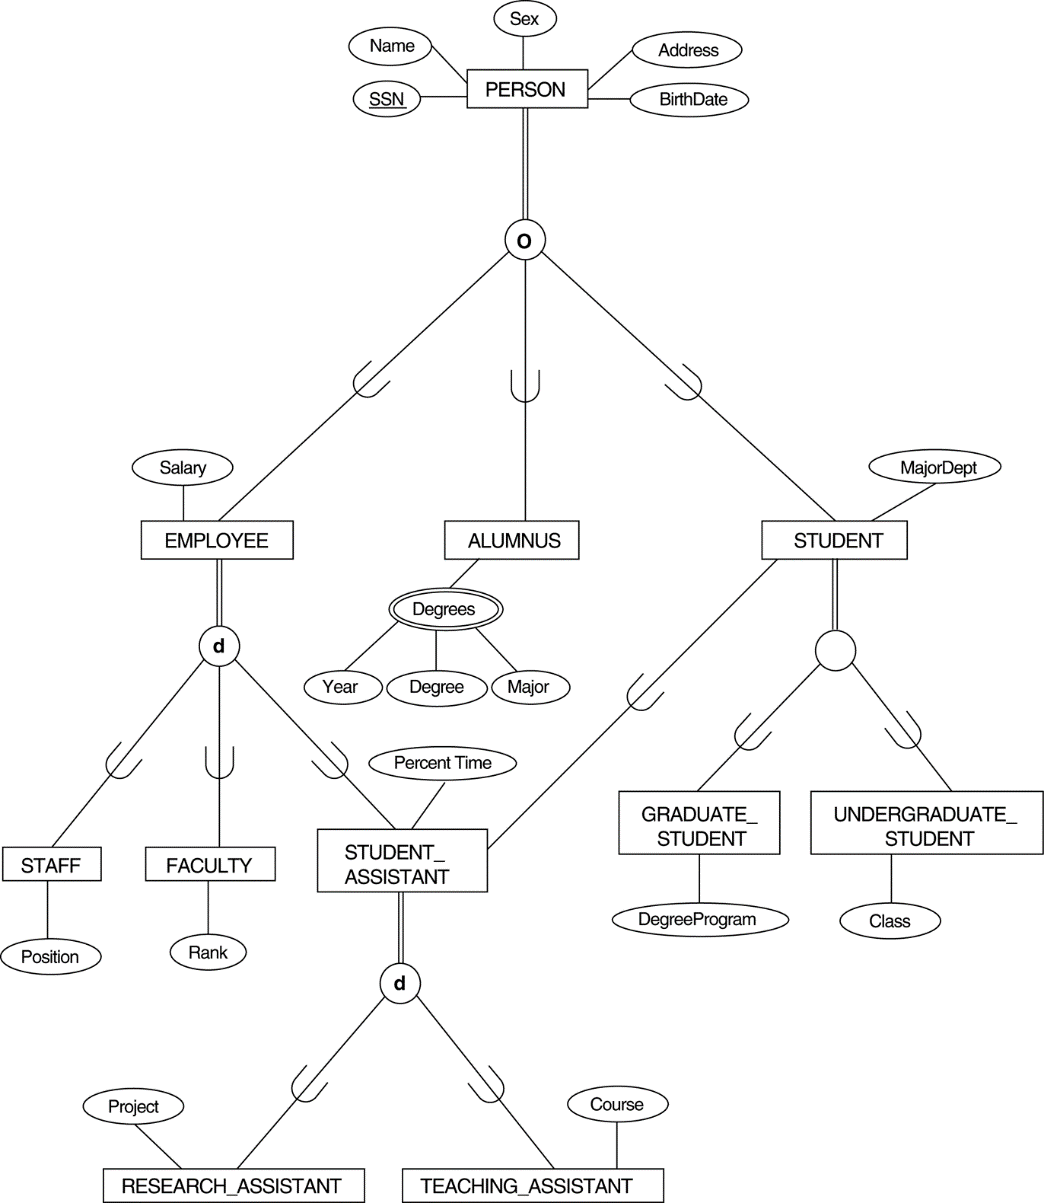 Sex
Name
Address
SSN
PERSON
BirthDate
O
Salary
MajorDept
EMPLOYEE
ALUMNUS
STUDENT
Degrees
d
Year
Degree
Major
Percent Time
GRADUATE_
STUDENT
UNDERGRADUATE_
STUDENT
STAFF
FACULTY
STUDENT_
ASSISTANT
DegreeProgram
Class
Position
Rank
d
Project
Course
RESEARCH_ASSISTANT
TEACHING_ASSISTANT